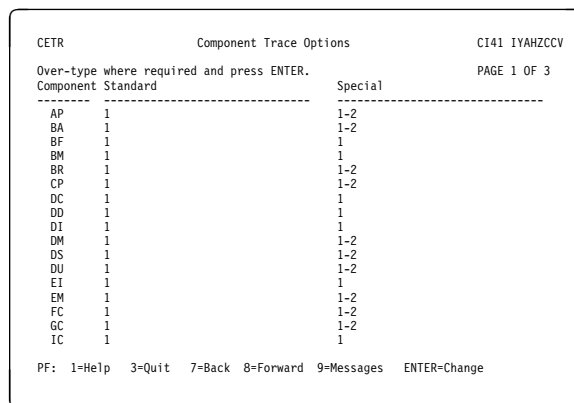 CETR Component Trace Options CI41 IYAHZCCV
Over-type where required and press ENTER. PAGE 1 OF 3
Component Standard Special
-------- ------------------------------- -------------------------------
AP 1 1-2
BA 1 1-2
BF 1 1
BM 1 1
BR 1 1-2
CP 1 1-2
DC 1 1
DD 1 1
DI 1 1
DM 1 1-2
DS 1 1-2
DU 1 1-2
EI 1 1
EM 1 1-2
FC 1 1-2
GC 1 1-2
IC 1 1
PF: 1=Help 3=Quit 7=Back 8=Forward 9=Messages ENTER=Change